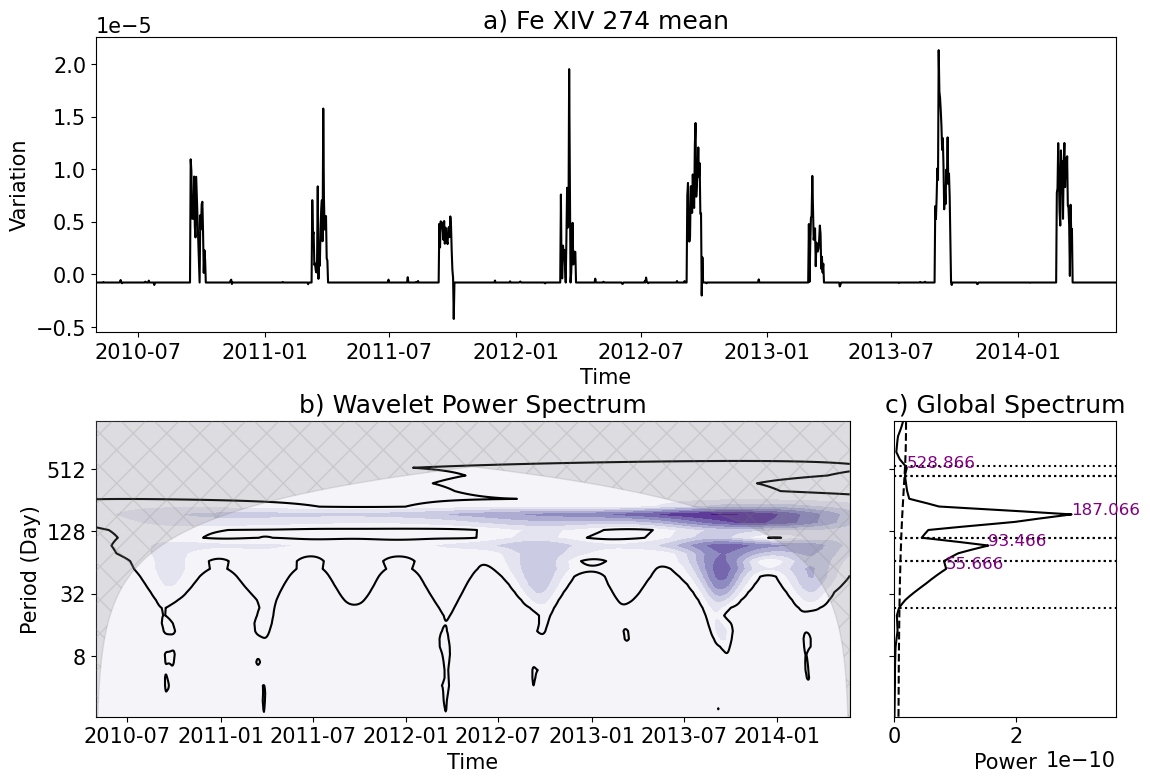 a) Fe XIV 274 mean
1e−5
Variation
2.0
1.5
1.0
0.5
0.0
−0.5
2010-07 2011-01 2011-07 2012-01 2012-07 2013-01 2013-07 2014-01
Time
b) Wavelet Power Spectrum
Period (Day)
512
128
32
8
2010-07 2011-01 2011-07 2012-01 2012-07 2013-01 2013-07 2014-01
Time
c) Global Spectrum
528.866
187.066
93.466
55.666
0 2
Power 1e−10